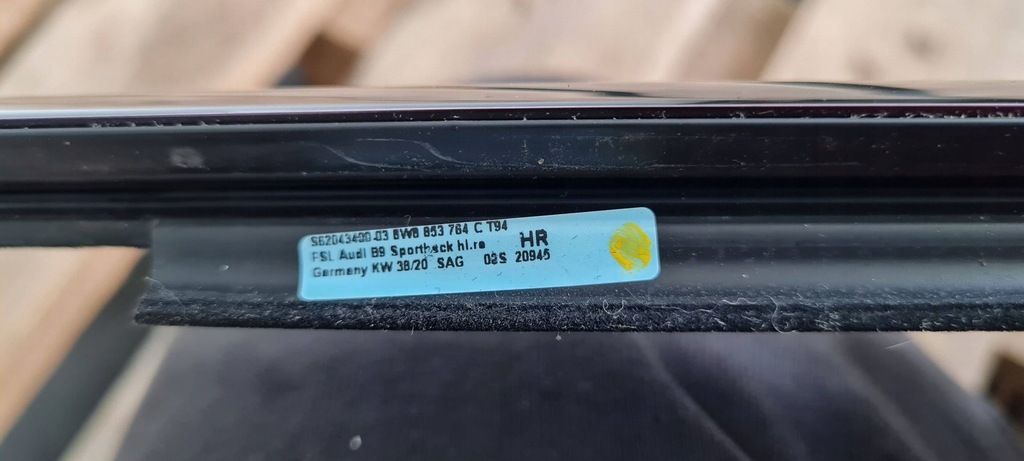 S62043400-03 8W8 853 764 C T94
FSL Audi B9 Sportback hl.re HR
Germany KW 38/20 SAG 02S 20945